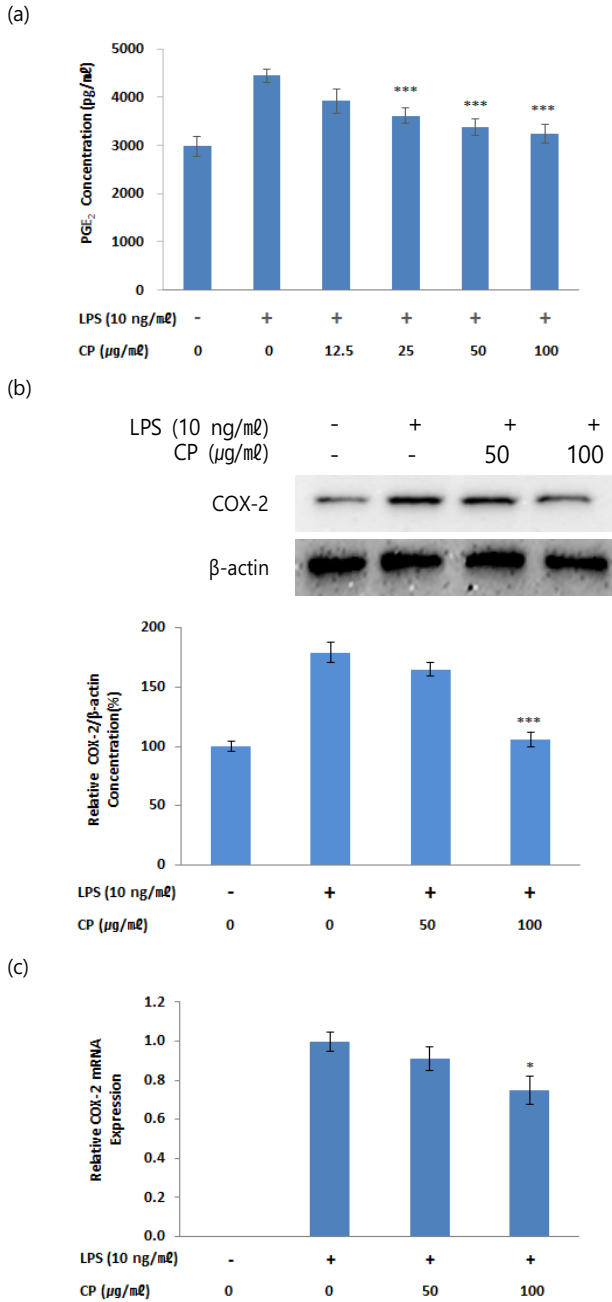 (a)
5000
4000
3000
2000
1000
0
PGE₂ Concentration (pg/㎖)
*** *** ***
LPS (10 ng/㎖) - + + + + +
CP (μg/㎖) 0 0 12.5 25 50 100
(b)
LPS (10 ng/㎖) - + + +
CP (μg/㎖) - - 50 100
COX-2
β-actin
200
150
100
50
0
Relative COX-2/β-actin
Concentration(%)
***
LPS (10 ng/㎖) - + + +
CP (μg/㎖) 0 0 50 100
(c)
1.2
1.0
0.8
0.6
0.4
0.2
0.0
Relative COX-2 mRNA
Expression
*
LPS (10 ng/㎖) - + + +
CP (μg/㎖) 0 0 50 100